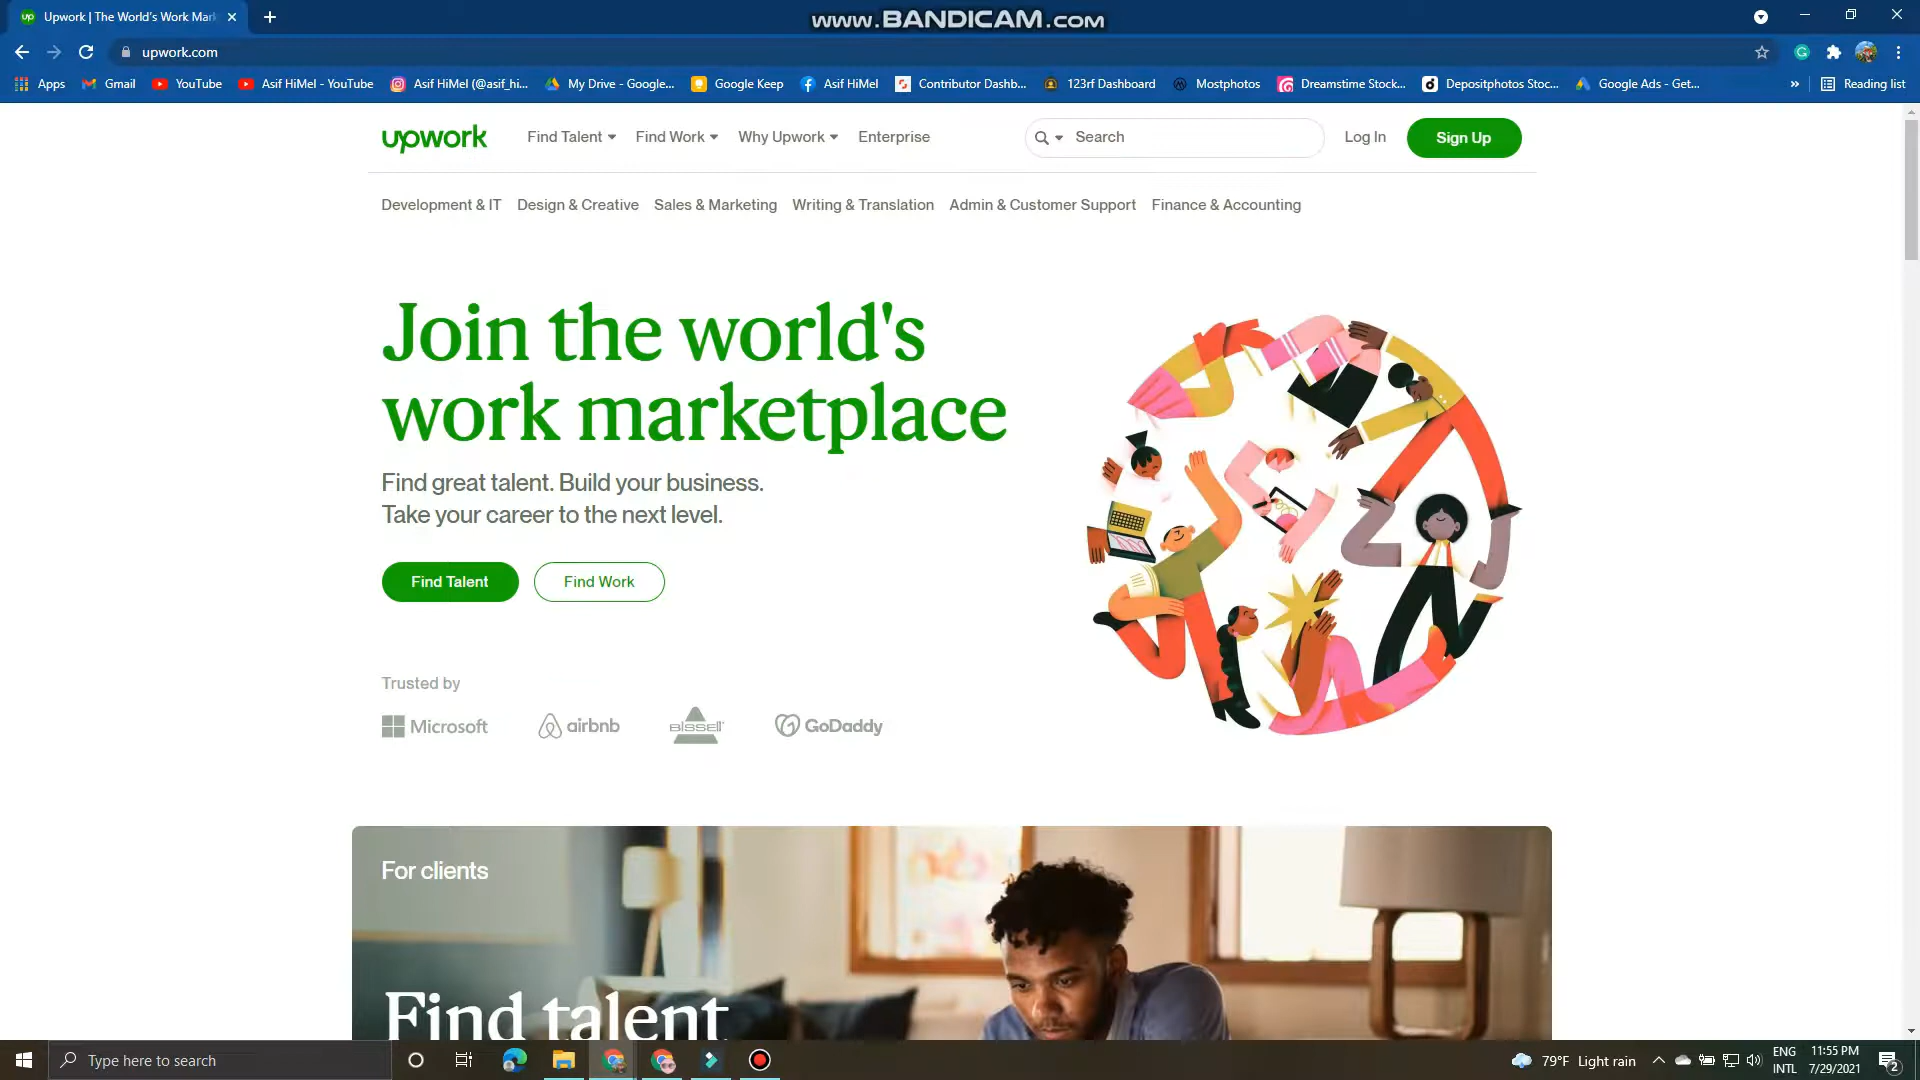 Upwork | The World's Work Mar
www.BANDICAM.com
upwork.com
Apps
Gmail
YouTube
Asif HiMel - YouTube
Asif HiMel (@asif_hi...
My Drive - Google...
Google Keep
Asif HiMel
Contributor Dashb...
123rf Dashboard
Mostphotos
Dreamstime Stock...
Depositphotos Stoc...
Google Ads - Get...
Reading list
upwork
Find Talent
Find Work
Why Upwork
Enterprise
Search
Log In
Sign Up
Development & IT
Design & Creative
Sales & Marketing
Writing & Translation
Admin & Customer Support
Finance & Accounting
Join the world's
work marketplace
Find great talent. Build your business.
Take your career to the next level.
Find Talent
Find Work
Trusted by
Microsoft
airbnb
BISSELL
GoDaddy
For clients
Find talent
Type here to search
79°F Light rain
ENG
INTL
11:55 PM
7/29/2021
2